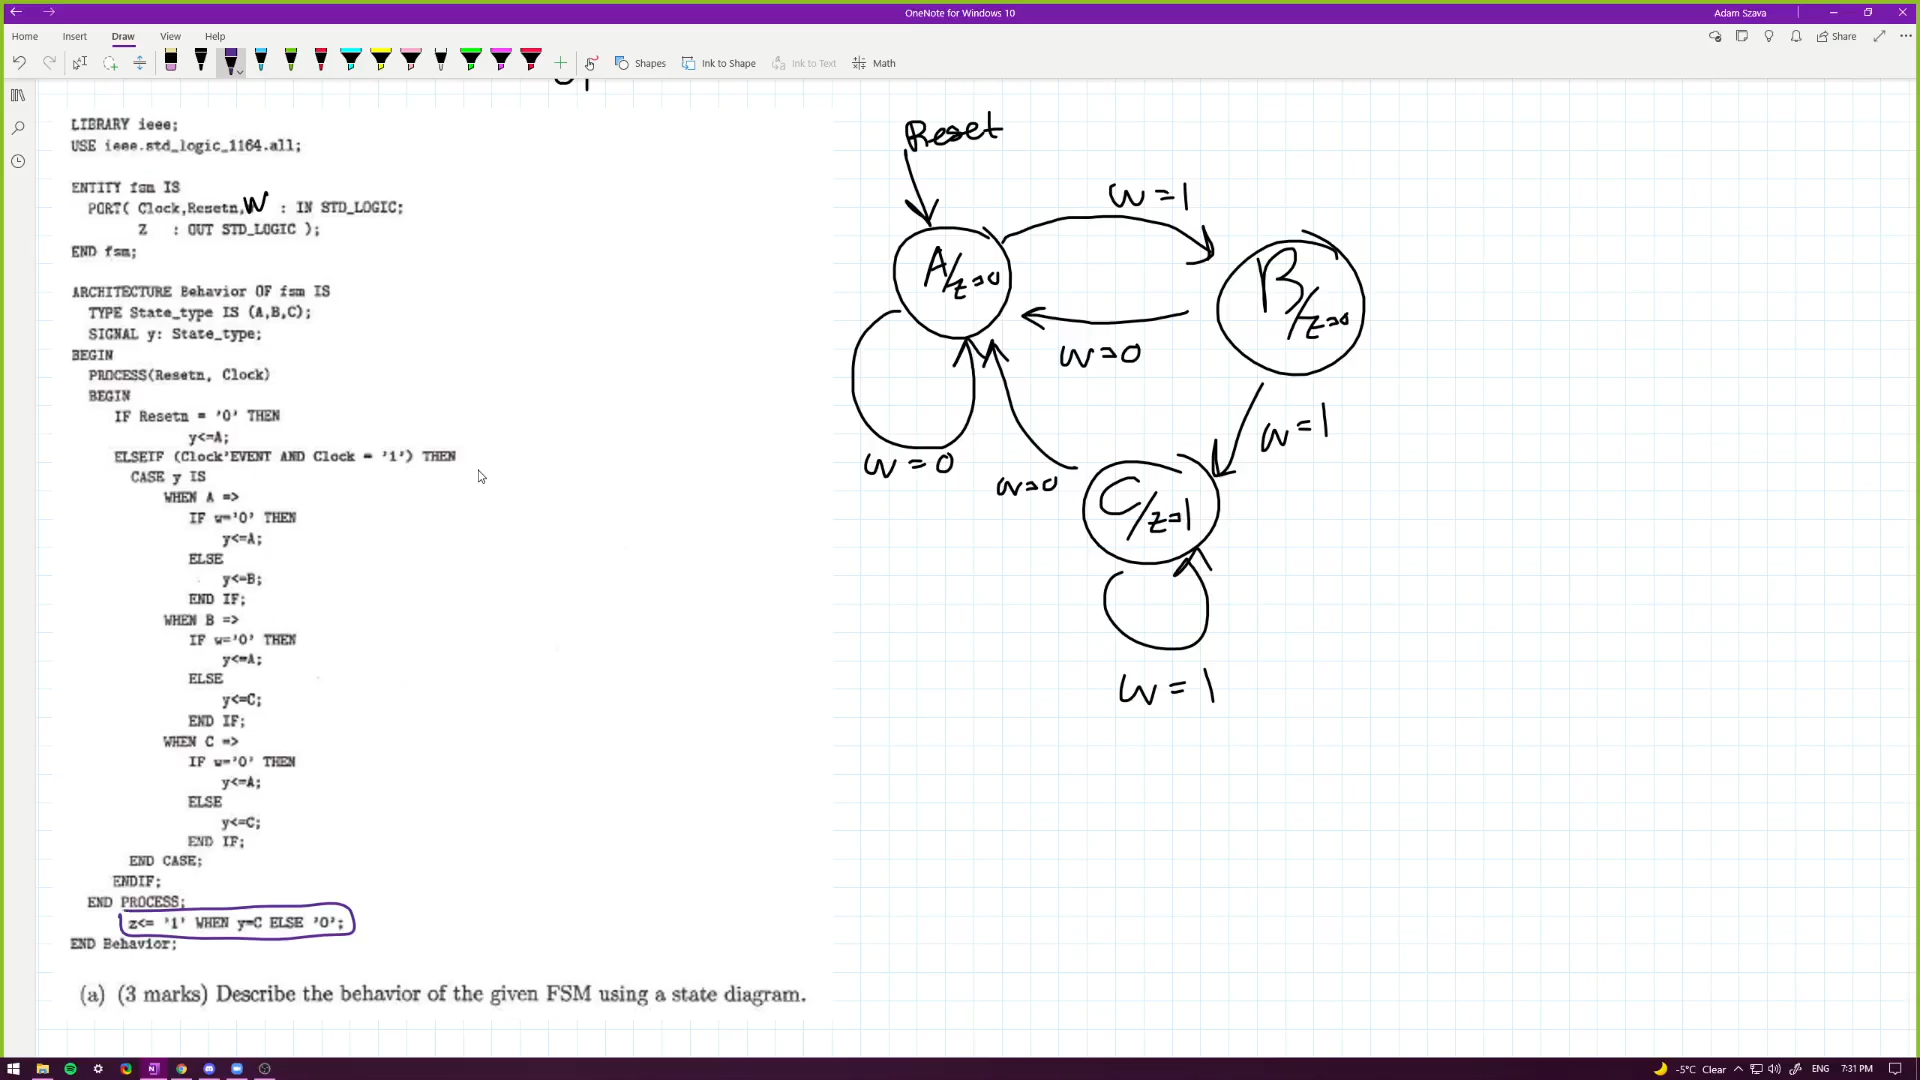 OneNote for Windows 10
Adam Szava
Home
Insert
Draw
View
Help
Shapes
Ink to Shape
Ink to Text
Math
Share
LIBRARY ieee;
USE ieee.std_logic_1164.all;
ENTITY fsm IS
PORT( Clock,Resetn,W : IN STD_LOGIC;
Z : OUT STD_LOGIC );
END fsm;
ARCHITECTURE Behavior OF fsm IS
TYPE State_type IS (A,B,C);
SIGNAL y: State_type;
BEGIN
PROCESS(Resetn, Clock)
BEGIN
IF Resetn = '0' THEN
y<=A;
ELSEIF (Clock'EVENT AND Clock = '1') THEN
CASE y IS
WHEN A =>
IF w='0' THEN
y<=A;
ELSE
y<=B;
END IF;
WHEN B =>
IF w='0' THEN
y<=A;
ELSE
y<=C;
END IF;
WHEN C =>
IF w='0' THEN
y<=A;
ELSE
y<=C;
END IF;
END CASE;
ENDIF;
END PROCESS;
z<= '1' WHEN y=C ELSE '0';
END Behavior;
(a) (3 marks) Describe the behavior of the given FSM using a state diagram.
Reset
w=1
A/z=0
B/z=0
w=0
w=1
w=0
w=0
C/z=1
w=1
-5°C Clear
ENG
7:31 PM